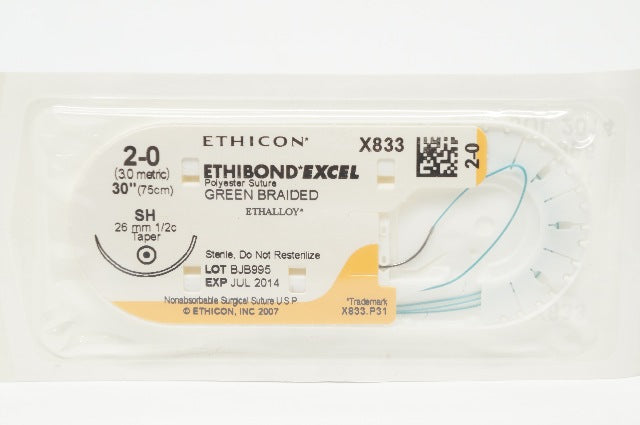 ETHICON*
X833
2-0
2-0
(3.0 metric)
30" (75cm)
ETHIBOND*EXCEL
Polyester Suture
GREEN BRAIDED
ETHALLOY*
SH
26 mm 1/2c
Taper
Sterile, Do Not Resterilize
LOT BJB995
EXP JUL 2014
Nonabsorbable Surgical Suture U.S.P.
© ETHICON, INC 2007
*Trademark
X833.P31